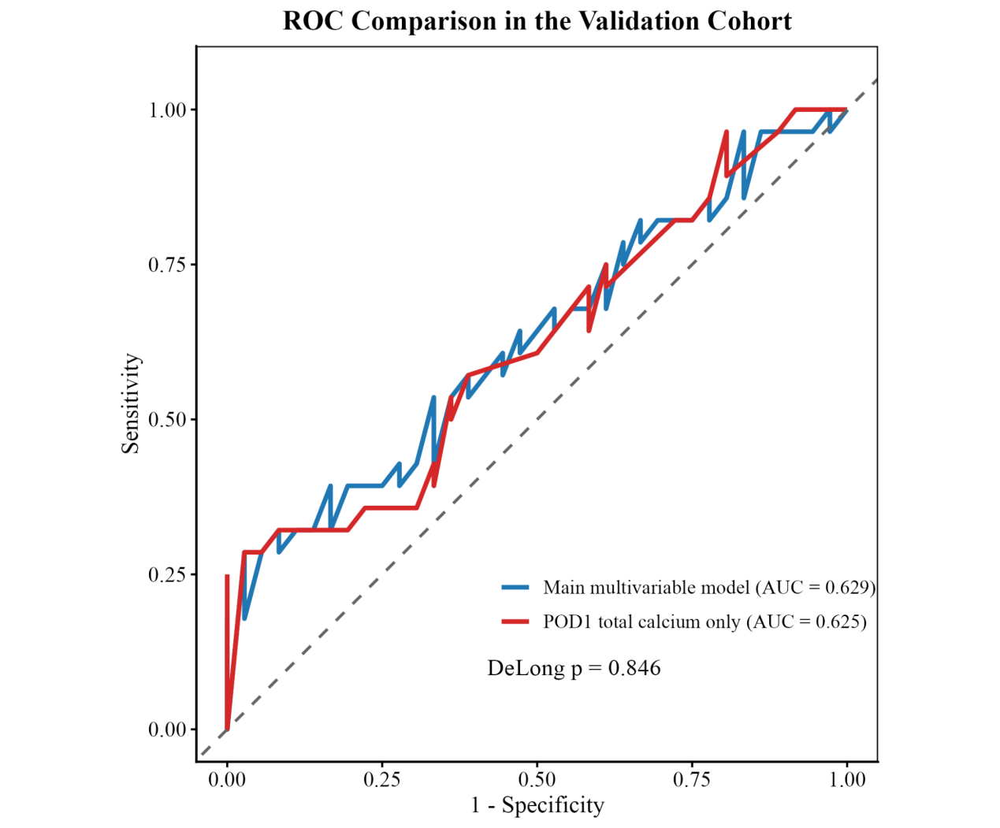 ROC Comparison in the Validation Cohort
1.00
0.75
0.50
0.25
0.00
Sensitivity
Main multivariable model (AUC = 0.629)
POD1 total calcium only (AUC = 0.625)
DeLong p = 0.846
0.00 0.25 0.50 0.75 1.00
1 - Specificity